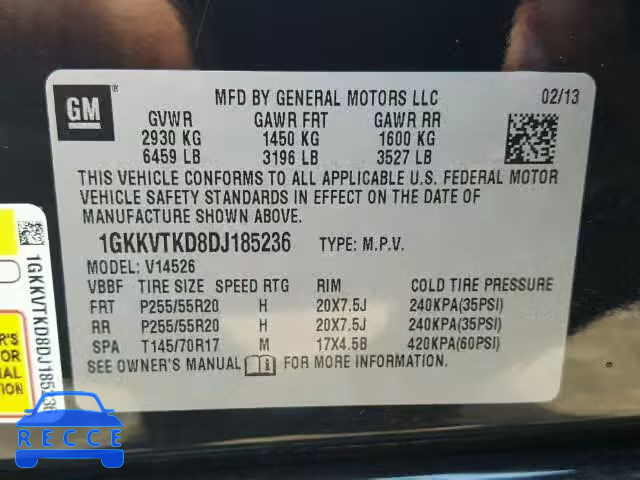 GM
MFD BY GENERAL MOTORS LLC 02/13
GVWR GAWR FRT GAWR RR
2930 KG 1450 KG 1600 KG
6459 LB 3196 LB 3527 LB
THIS VEHICLE CONFORMS TO ALL APPLICABLE U.S. FEDERAL MOTOR
VEHICLE SAFETY STANDARDS IN EFFECT ON THE DATE OF
MANUFACTURE SHOWN ABOVE.
1GKKVTKD8DJ185236 TYPE: M.P.V.
MODEL: V14526
VBBF TIRE SIZE SPEED RTG RIM COLD TIRE PRESSURE
FRT P255/55R20 H 20X7.5J 240KPA(35PSI)
RR P255/55R20 H 20X7.5J 240KPA(35PSI)
SPA T145/70R17 M 17X4.5B 420KPA(60PSI)
SEE OWNER'S MANUAL FOR MORE INFORMATION.
1GKKVTKD8DJ185236
R'S
OR
IAL
TION
RECCE